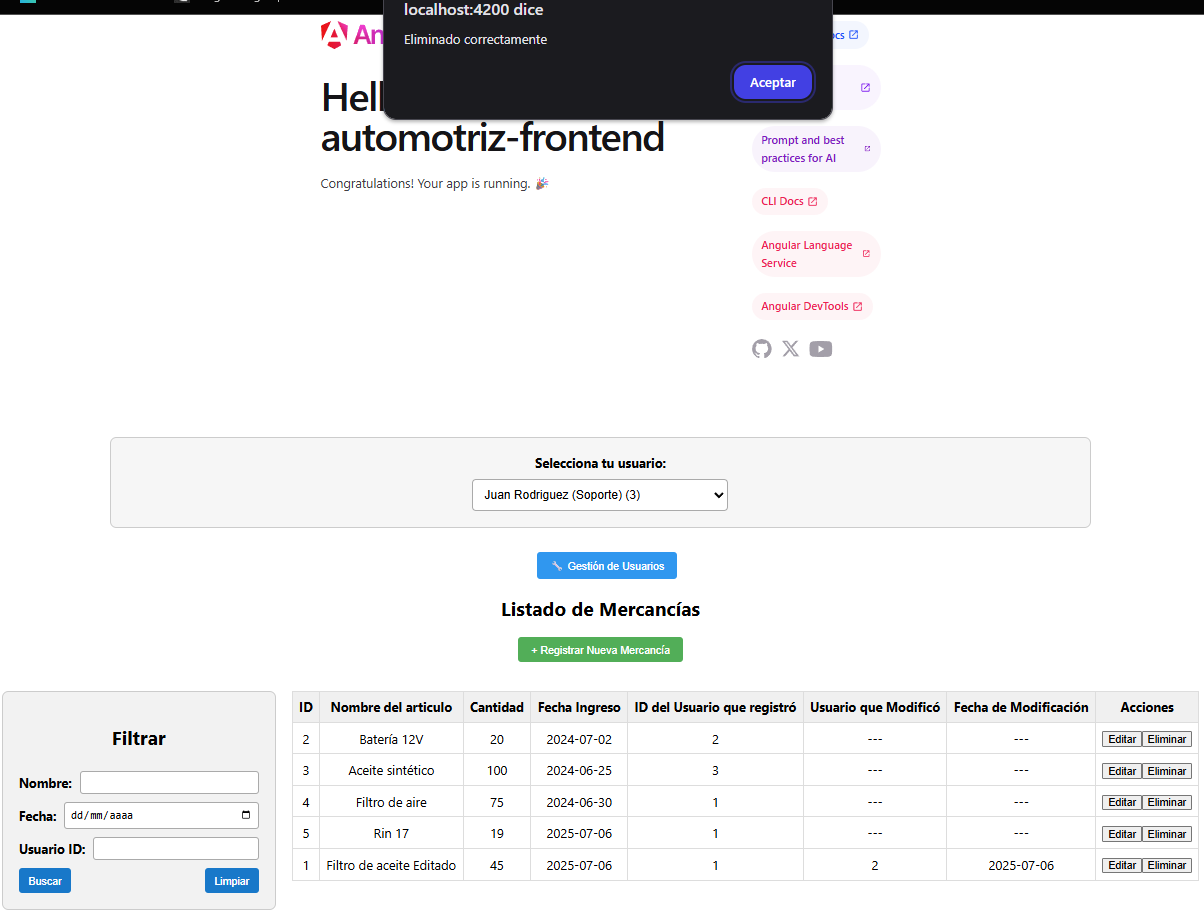 localhost:4200 dice
Eliminado correctamente
Aceptar
An
Hell
automotriz-frontend
Congratulations! Your app is running. 🎉
ocs
Prompt and best
practices for AI
CLI Docs
Angular Language
Service
Angular DevTools
Selecciona tu usuario:
Juan Rodriguez (Soporte) (3)
🔧 Gestión de Usuarios
Listado de Mercancías
+ Registrar Nueva Mercancía
Filtrar
Nombre:
Fecha: dd/mm/aaaa
Usuario ID:
Buscar Limpiar
ID Nombre del articulo Cantidad Fecha Ingreso ID del Usuario que registró Usuario que Modificó Fecha de Modificación Acciones
2 Batería 12V 20 2024-07-02 2 --- --- Editar Eliminar
3 Aceite sintético 100 2024-06-25 3 --- --- Editar Eliminar
4 Filtro de aire 75 2024-06-30 1 --- --- Editar Eliminar
5 Rin 17 19 2025-07-06 1 --- --- Editar Eliminar
1 Filtro de aceite Editado 45 2025-07-06 1 2 2025-07-06 Editar Eliminar